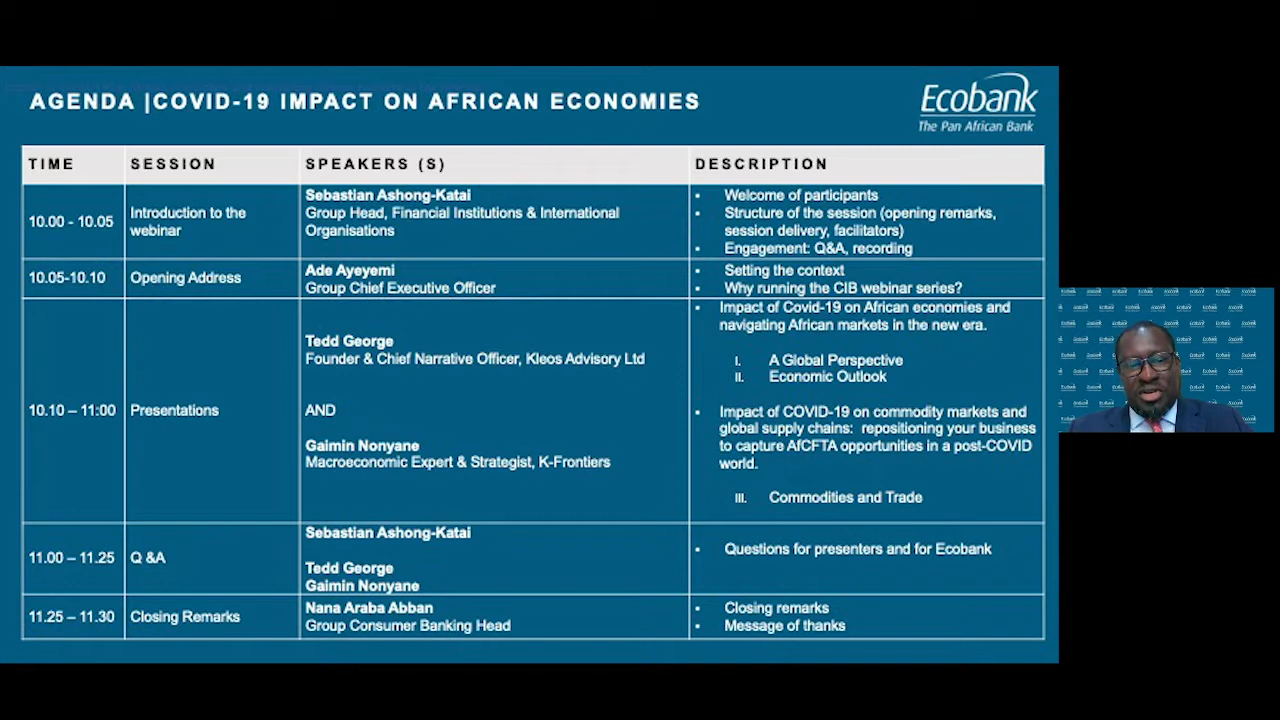 AGENDA |COVID-19 IMPACT ON AFRICAN ECONOMIES
Ecobank
The Pan African Bank
TIME
SESSION
SPEAKERS (S)
DESCRIPTION
10.00 - 10.05
Introduction to the
webinar
Sebastian Ashong-Katai
Group Head, Financial Institutions & International
Organisations
▪ Welcome of participants
▪ Structure of the session (opening remarks,
session delivery, facilitators)
▪ Engagement: Q&A, recording
10.05-10.10
Opening Address
Ade Ayeyemi
Group Chief Executive Officer
▪ Setting the context
▪ Why running the CIB webinar series?
10.10 – 11:00
Presentations
Tedd George
Founder & Chief Narrative Officer, Kleos Advisory Ltd
AND
Gaimin Nonyane
Macroeconomic Expert & Strategist, K-Frontiers
▪ Impact of Covid-19 on African economies and
navigating African markets in the new era.
I. A Global Perspective
II. Economic Outlook
▪ Impact of COVID-19 on commodity markets and
global supply chains: repositioning your business
to capture AfCFTA opportunities in a post-COVID
world.
III. Commodities and Trade
11.00 – 11.25
Q &A
Sebastian Ashong-Katai
Tedd George
Gaimin Nonyane
▪ Questions for presenters and for Ecobank
11.25 – 11.30
Closing Remarks
Nana Araba Abban
Group Consumer Banking Head
▪ Closing remarks
▪ Message of thanks